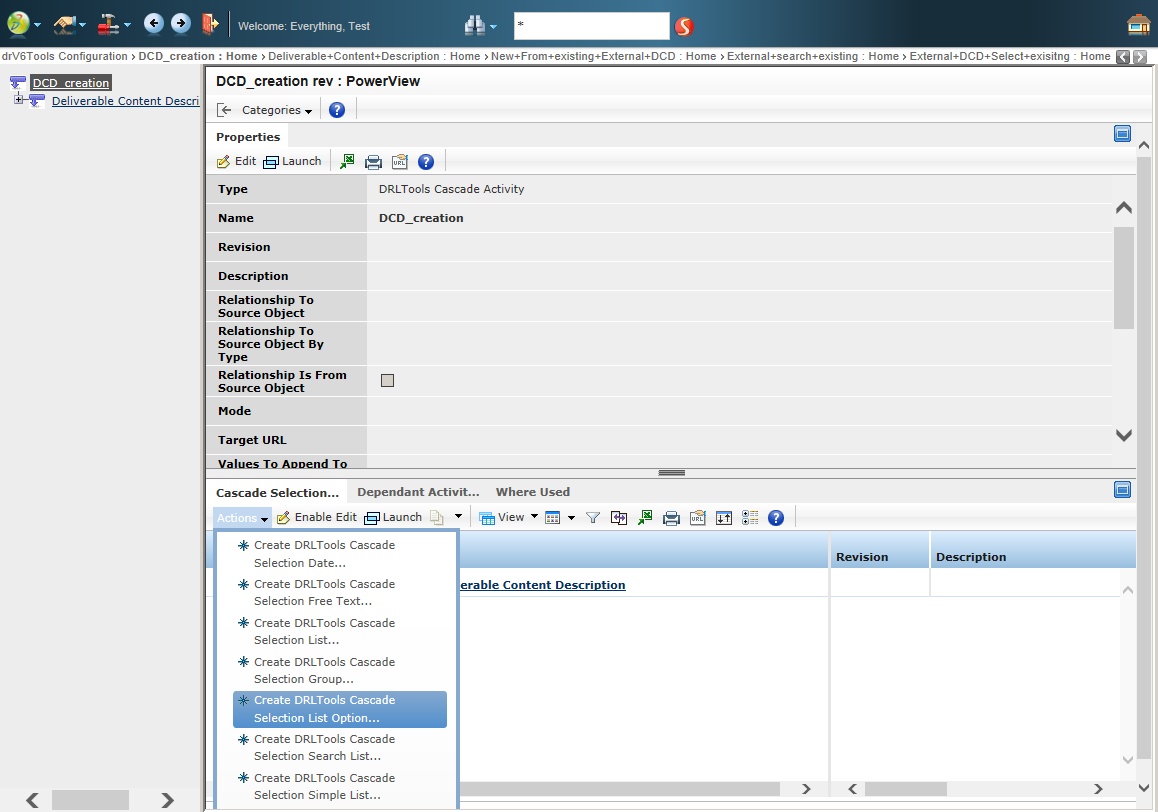 Welcome: Everything, Test
*
drV6Tools Configuration › DCD_creation : Home › Deliverable+Content+Description : Home › New+From+existing+External+DCD : Home › External+search+existing : Home › External+DCD+Select+exisitng : Home
DCD_creation
Deliverable Content Descri
DCD_creation rev : PowerView
Categories
Properties
Edit Launch
Type DRLTools Cascade Activity
Name DCD_creation
Revision
Description
Relationship To
Source Object
Relationship To
Source Object By
Type
Relationship Is From
Source Object
Mode
Target URL
Values To Append To
Cascade Selection... Dependant Activit... Where Used
Actions Enable Edit Launch View
Revision Description
erable Content Description
Create DRLTools Cascade
Selection Date...
Create DRLTools Cascade
Selection Free Text...
Create DRLTools Cascade
Selection List...
Create DRLTools Cascade
Selection Group...
Create DRLTools Cascade
Selection List Option...
Create DRLTools Cascade
Selection Search List...
Create DRLTools Cascade
Selection Simple List...